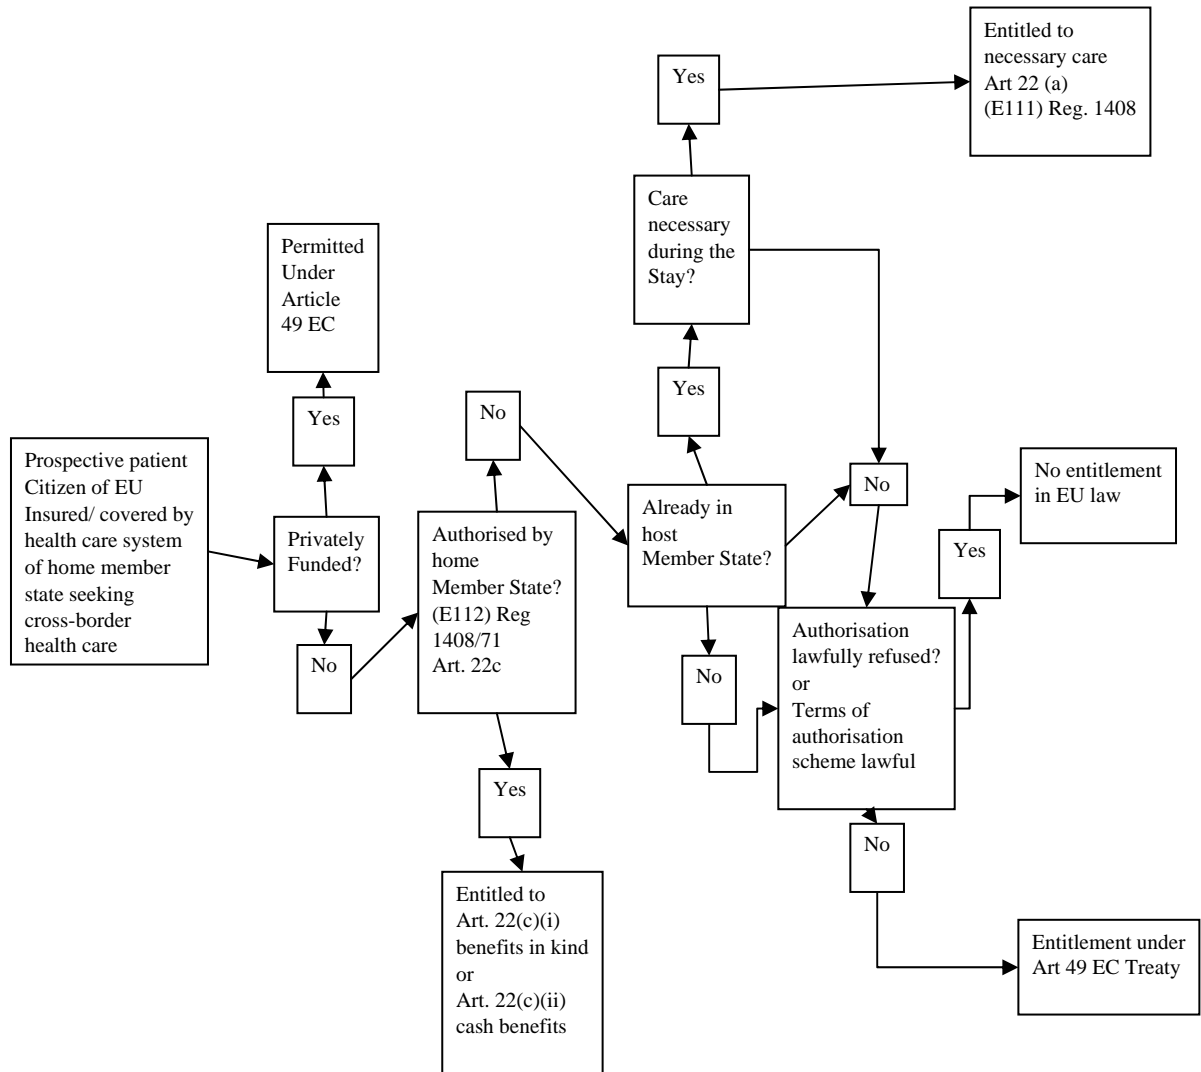 Prospective patient
Citizen of EU
Insured/ covered by
health care system
of home member
state seeking
cross-border
health care
Privately
Funded?
Yes
Permitted
Under
Article
49 EC
No
Authorised by
home
Member State?
(E112) Reg
1408/71
Art. 22c
Yes
Entitled to
Art. 22(c)(i)
benefits in kind
or
Art. 22(c)(ii)
cash benefits
No
Already in
host
Member State?
Yes
Care
necessary
during the
Stay?
Yes
Entitled to
necessary care
Art 22 (a)
(E111) Reg. 1408
No
No
Authorisation
lawfully refused?
or
Terms of
authorisation
scheme lawful
Yes
No entitlement
in EU law
No
Entitlement under
Art 49 EC Treaty